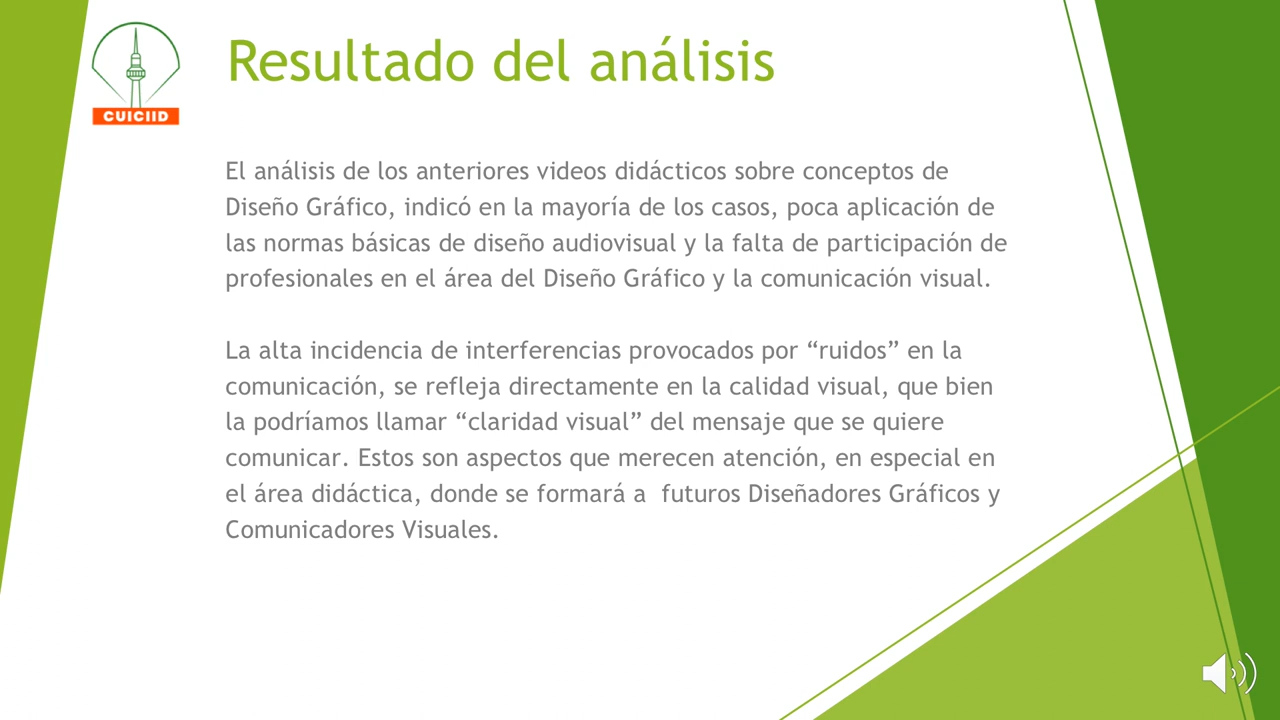 CUICIID
Resultado del análisis
El análisis de los anteriores videos didácticos sobre conceptos de
Diseño Gráfico, indicó en la mayoría de los casos, poca aplicación de
las normas básicas de diseño audiovisual y la falta de participación de
profesionales en el área del Diseño Gráfico y la comunicación visual.
La alta incidencia de interferencias provocados por “ruidos” en la
comunicación, se refleja directamente en la calidad visual, que bien
la podríamos llamar “claridad visual” del mensaje que se quiere
comunicar. Estos son aspectos que merecen atención, en especial en
el área didáctica, donde se formará a  futuros Diseñadores Gráficos y
Comunicadores Visuales.